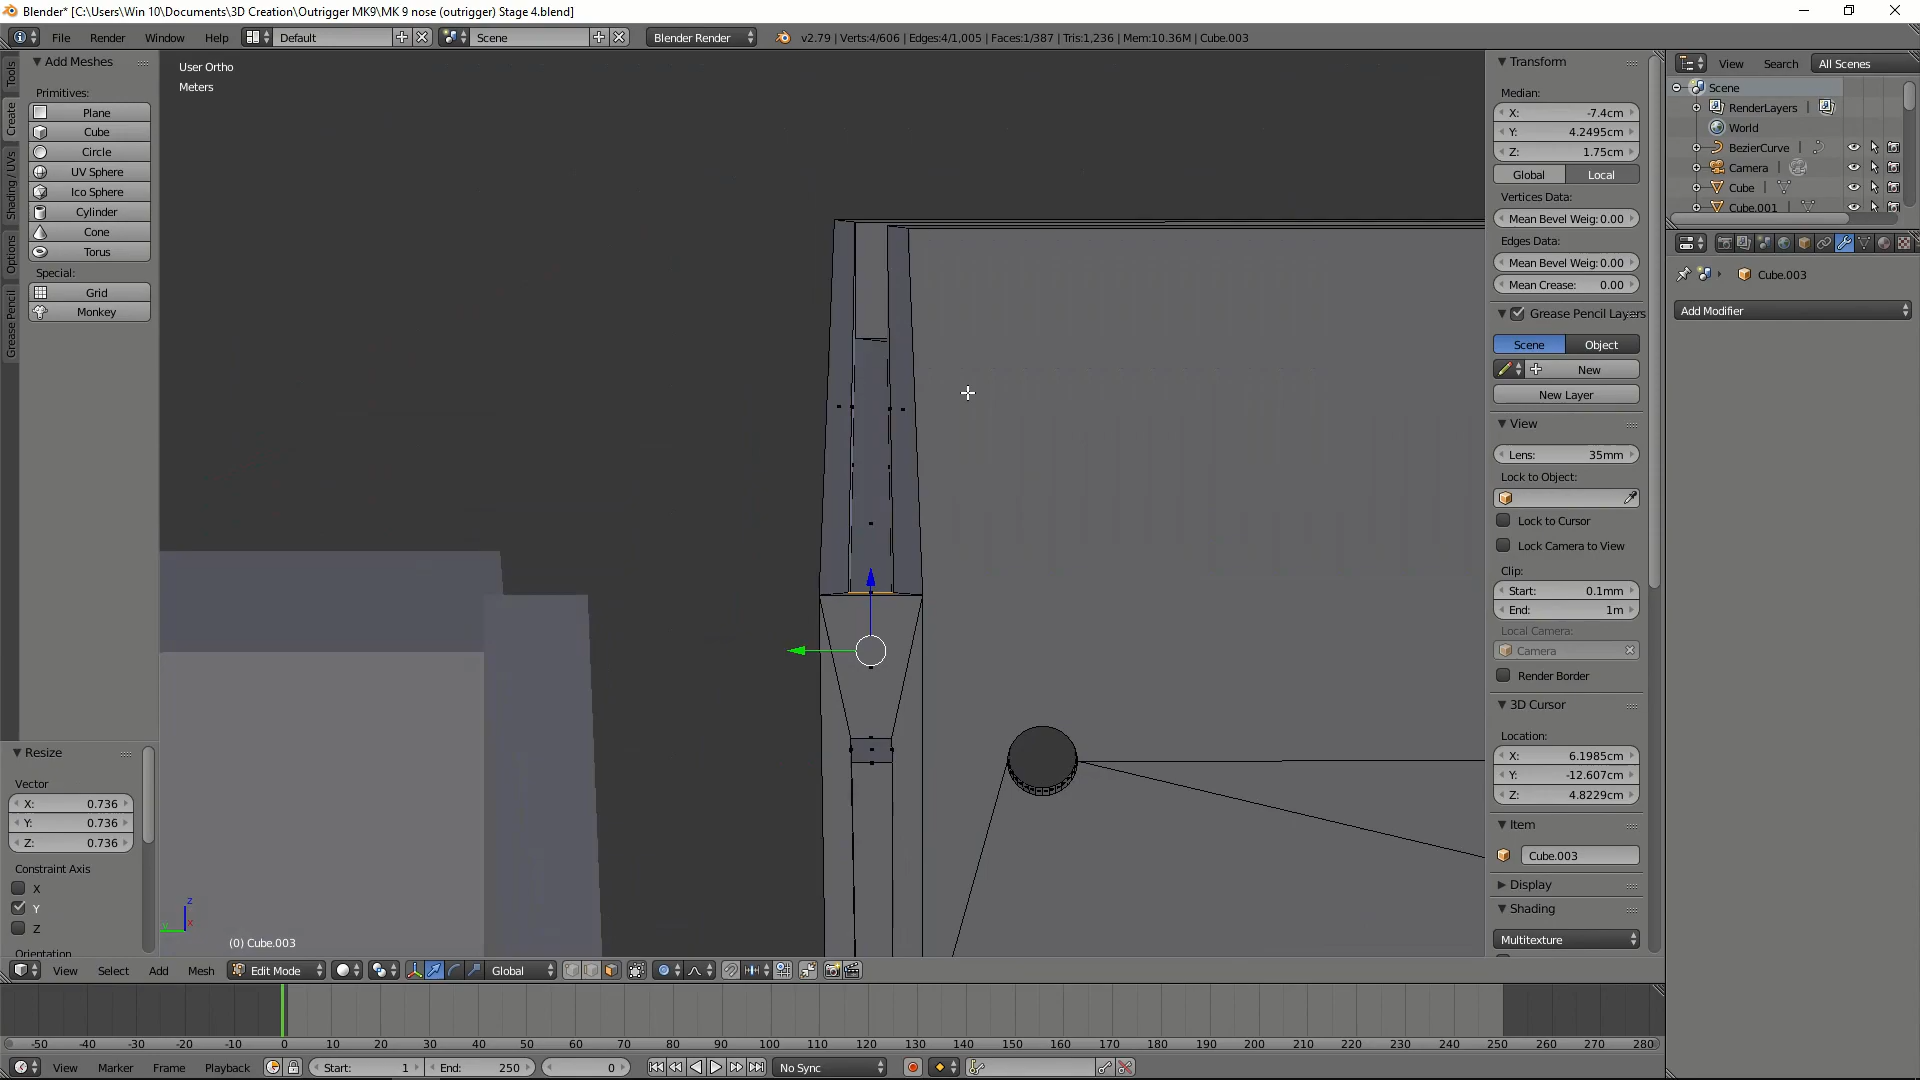 Blender* [C:\Users\Win 10\Documents\3D Creation\Outrigger MK9\MK 9 nose (outrigger) Stage 4.blend]
File Render Window Help Default Scene Blender Render v2.79 | Verts:4/606 | Edges:4/1,005 | Faces:1/387 | Tris:1,236 | Mem:10.36M | Cube.003
Tools
Create
Shading / UVs
Options
Grease Pencil
Add Meshes
Primitives:
Plane
Cube
Circle
UV Sphere
Ico Sphere
Cylinder
Cone
Torus
Special:
Grid
Monkey
Resize
Vector
X: 0.736
Y: 0.736
Z: 0.736
Constraint Axis
X
Y
Z
Orientation
User Ortho
Meters
z
y
x
(0) Cube.003
Transform
Median:
X: -7.4cm
Y: 4.2495cm
Z: 1.75cm
Global Local
Vertices Data:
Mean Bevel Weig: 0.00
Edges Data:
Mean Bevel Weig: 0.00
Mean Crease: 0.00
Grease Pencil Layers
Scene Object
New
New Layer
View
Lens: 35mm
Lock to Object:
Lock to Cursor
Lock Camera to View
Clip:
Start: 0.1mm
End: 1m
Local Camera:
Camera
Render Border
3D Cursor
Location:
X: 6.1985cm
Y: -12.607cm
Z: 4.8229cm
Item
Cube.003
Display
Shading
Multitexture
View Search All Scenes
Scene
RenderLayers
World
BezierCurve
Camera
Cube
Cube.001
Cube.003
Add Modifier
View Select Add Mesh Edit Mode Global
-50 -40 -30 -20 -10 0 10 20 30 40 50 60 70 80 90 100 110 120 130 140 150 160 170 180 190 200 210 220 230 240 250 260 270 280
View Marker Frame Playback Start: 1 End: 250 0 No Sync